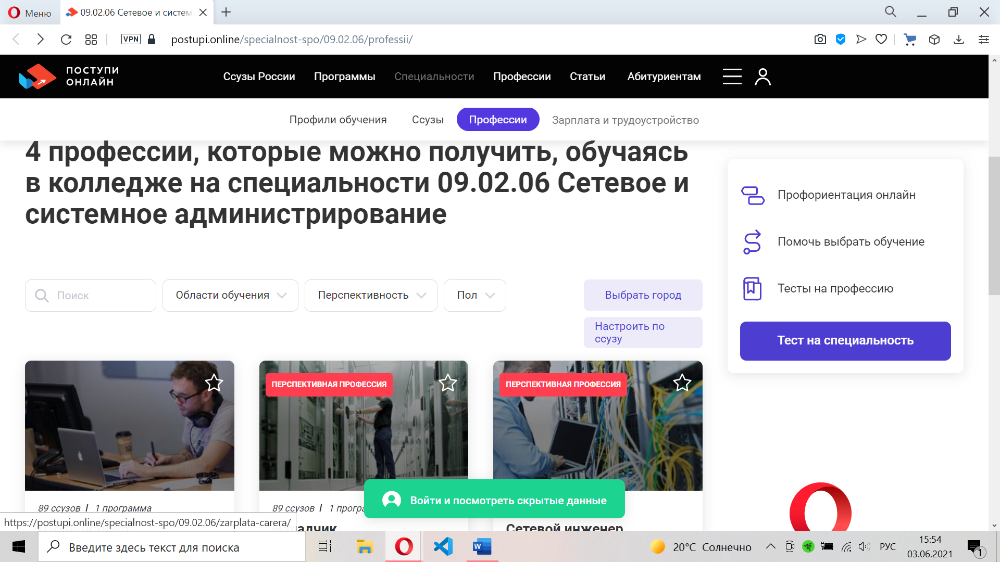 Меню
09.02.06 Сетевое и систем
VPN
postupi.online/specialnost-spo/09.02.06/professii/
ПОСТУПИ
ОНЛАЙН
Ссузы России
Программы
Специальности
Профессии
Статьи
Абитуриентам
Профили обучения
Ссузы
Профессии
Зарплата и трудоустройство
4 профессии, которые можно получить, обучаясь
в колледже на специальности 09.02.06 Сетевое и
системное администрирование
Профориентация онлайн
Помочь выбрать обучение
Тесты на профессию
Тест на специальность
Поиск
Области обучения
Перспективность
Пол
Выбрать город
Настроить по
ссузу
ПЕРСПЕКТИВНАЯ ПРОФЕССИЯ
ПЕРСПЕКТИВНАЯ ПРОФЕССИЯ
89 ссузов / 1 программа
89 ссузов / 1 прогр
Войти и посмотреть скрытые данные
https://postupi.online/specialnost-spo/09.02.06/zarplata-carera/
Сетевой инженер
Введите здесь текст для поиска
W
20°C Солнечно
РУС
15:54
03.06.2021
1